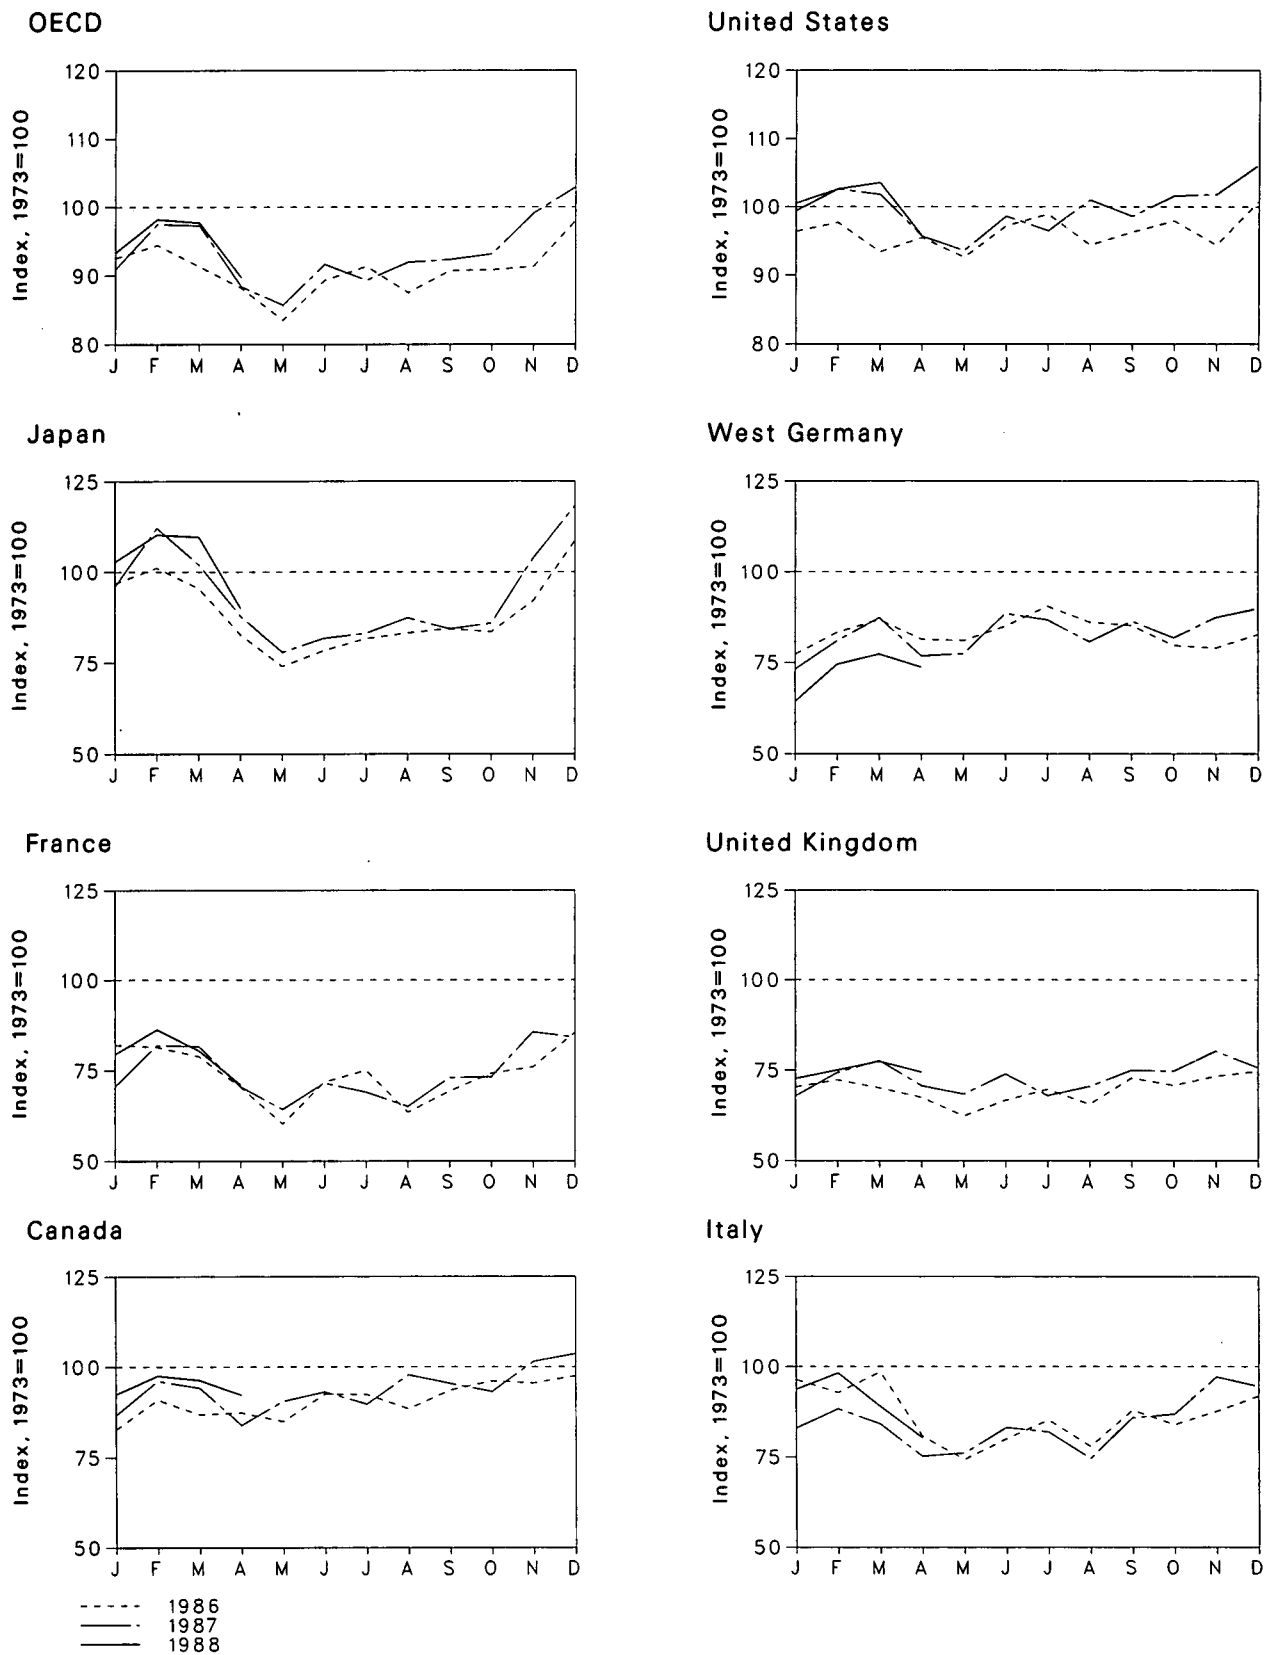 OECD
Index, 1973=100
120
110
100
90
80
J F M A M J J A S O N D
United States
Index, 1973=100
120
110
100
90
80
J F M A M J J A S O N D
Japan
Index, 1973=100
125
100
75
50
J F M A M J J A S O N D
West Germany
Index, 1973=100
125
100
75
50
J F M A M J J A S O N D
France
Index, 1973=100
125
100
75
50
J F M A M J J A S O N D
United Kingdom
Index, 1973=100
125
100
75
50
J F M A M J J A S O N D
Canada
Index, 1973=100
125
100
75
50
J F M A M J J A S O N D
Italy
Index, 1973=100
125
100
75
50
J F M A M J J A S O N D
1986
1987
1988